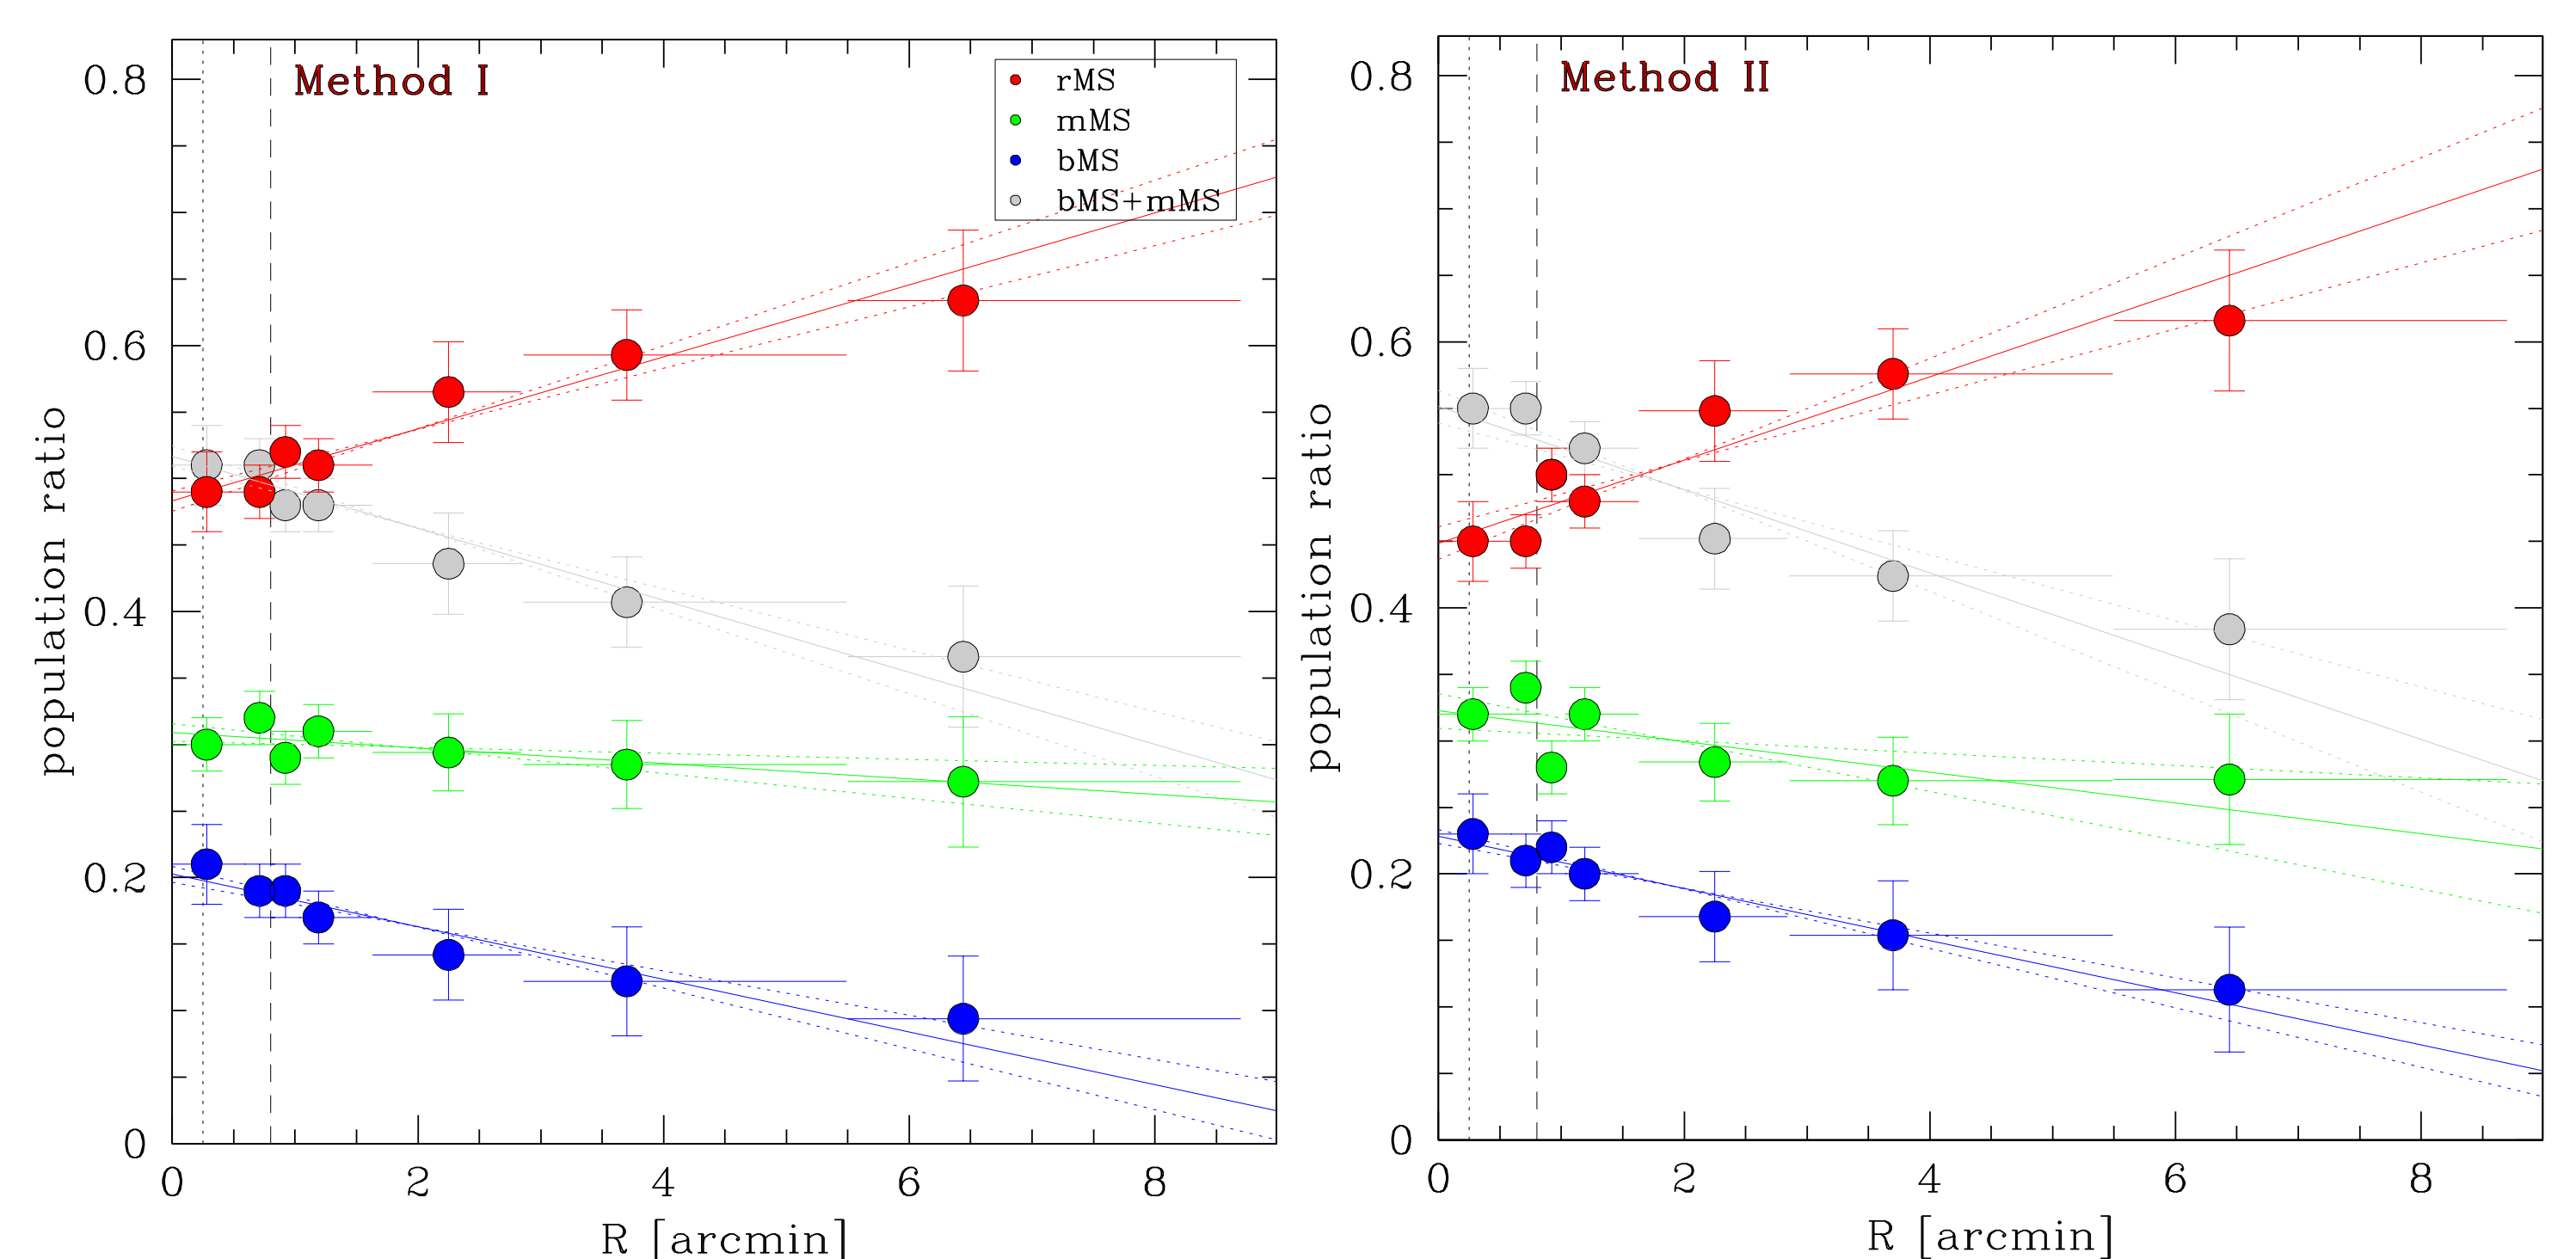 Method I
rMS
mMS
bMS
bMS+mMS
0.8
0.6
0.4
0.2
0
population ratio
0 2 4 6 8
R [arcmin]
Method II
0.8
0.6
0.4
0.2
0
population ratio
0 2 4 6 8
R [arcmin]